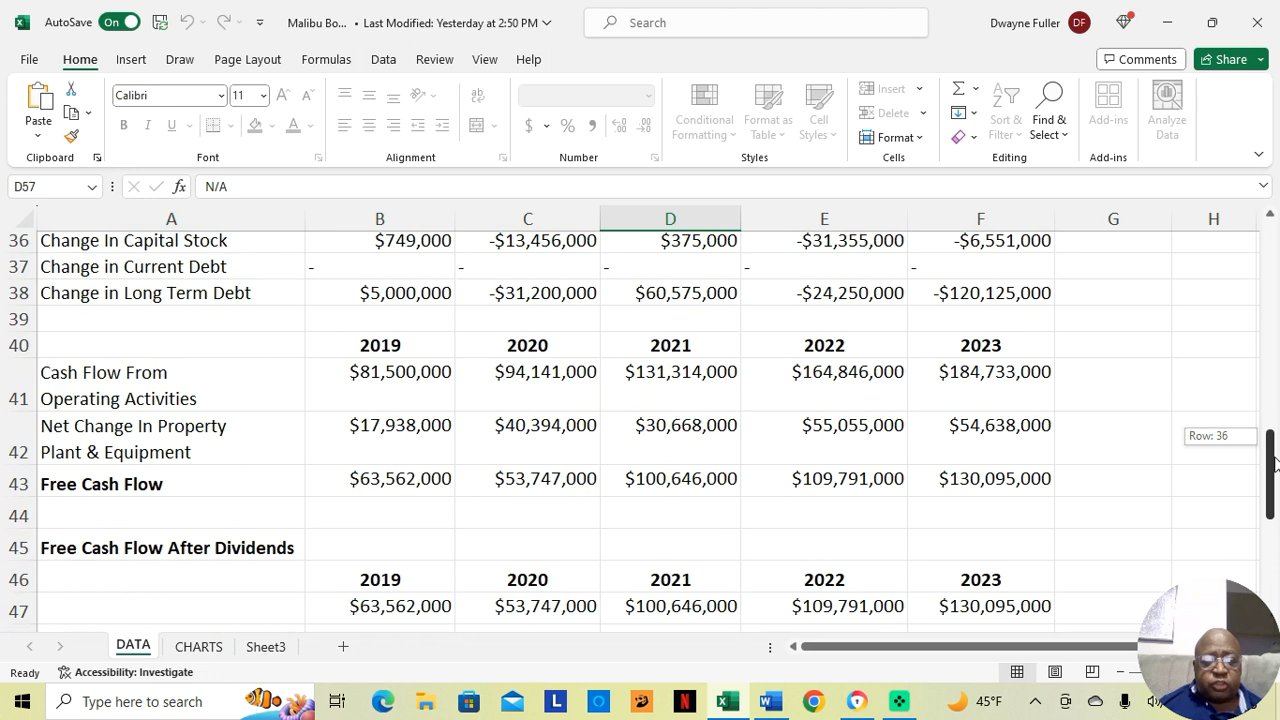 AutoSave On Malibu Bo... • Last Modified: Yesterday at 2:50 PM Search Dwayne Fuller DF
File Home Insert Draw Page Layout Formulas Data Review View Help Comments Share
Paste Calibri 11 B I U $ % Conditional Formatting Format as Table Cell Styles Insert Delete Format Sort & Filter Find & Select Add-ins Analyze Data
Clipboard Font Alignment Number Styles Cells Editing Add-ins
D57 fx N/A
A B C D E F G H
36 Change In Capital Stock $749,000 -$13,456,000 $375,000 -$31,355,000 -$6,551,000
37 Change in Current Debt - - - - -
38 Change in Long Term Debt $5,000,000 -$31,200,000 $60,575,000 -$24,250,000 -$120,125,000
39
40 2019 2020 2021 2022 2023
Cash Flow From $81,500,000 $94,141,000 $131,314,000 $164,846,000 $184,733,000
41 Operating Activities
Net Change In Property $17,938,000 $40,394,000 $30,668,000 $55,055,000 $54,638,000
Row: 36
42 Plant & Equipment
43 Free Cash Flow $63,562,000 $53,747,000 $100,646,000 $109,791,000 $130,095,000
44
45 Free Cash Flow After Dividends
46 2019 2020 2021 2022 2023
47 $63,562,000 $53,747,000 $100,646,000 $109,791,000 $130,095,000
DATA CHARTS Sheet3
Ready Accessibility: Investigate
Type here to search 45°F